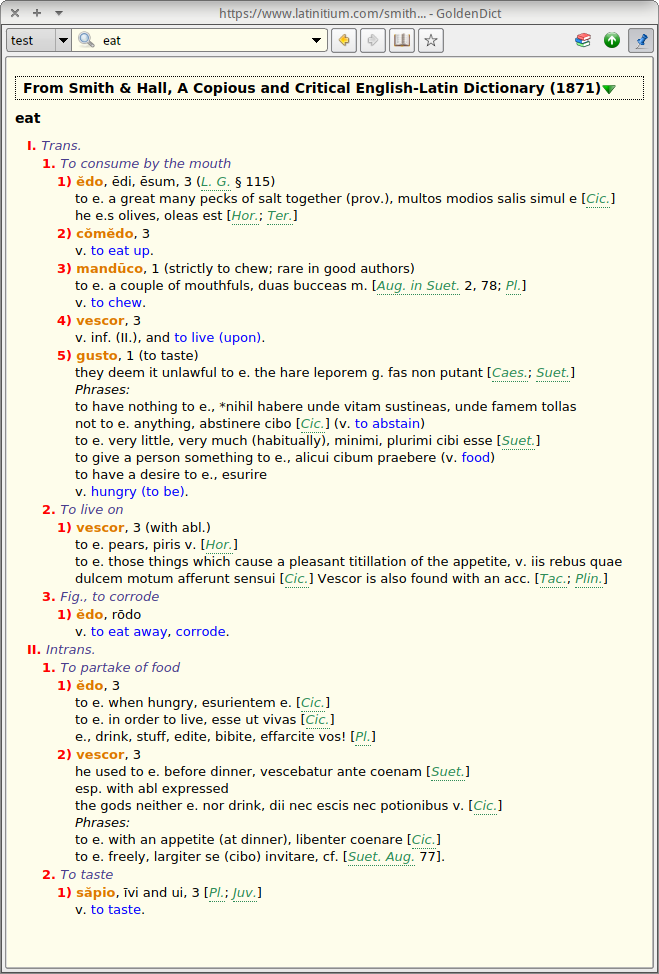 https://www.latinitium.com/smith... - GoldenDict
test eat
From Smith & Hall, A Copious and Critical English-Latin Dictionary (1871)
eat
I. Trans.
1. To consume by the mouth
1) ĕdo, ēdi, ēsum, 3 (L. G. § 115)
to e. a great many pecks of salt together (prov.), multos modios salis simul e [Cic.]
he e.s olives, oleas est [Hor.; Ter.]
2) cŏmĕdo, 3
v. to eat up.
3) mandūco, 1 (strictly to chew; rare in good authors)
to e. a couple of mouthfuls, duas bucceas m. [Aug. in Suet. 2, 78; Pl.]
v. to chew.
4) vescor, 3
v. inf. (II.), and to live (upon).
5) gusto, 1 (to taste)
they deem it unlawful to e. the hare leporem g. fas non putant [Caes.; Suet.]
Phrases:
to have nothing to e., *nihil habere unde vitam sustineas, unde famem tollas
not to e. anything, abstinere cibo [Cic.] (v. to abstain)
to e. very little, very much (habitually), minimi, plurimi cibi esse [Suet.]
to give a person something to e., alicui cibum praebere (v. food)
to have a desire to e., esurire
v. hungry (to be).
2. To live on
1) vescor, 3 (with abl.)
to e. pears, piris v. [Hor.]
to e. those things which cause a pleasant titillation of the appetite, v. iis rebus quae
dulcem motum afferunt sensui [Cic.] Vescor is also found with an acc. [Tac.; Plin.]
3. Fig., to corrode
1) ĕdo, rōdo
v. to eat away, corrode.
II. Intrans.
1. To partake of food
1) ĕdo, 3
to e. when hungry, esurientem e. [Cic.]
to e. in order to live, esse ut vivas [Cic.]
e., drink, stuff, edite, bibite, effarcite vos! [Pl.]
2) vescor, 3
he used to e. before dinner, vescebatur ante coenam [Suet.]
esp. with abl expressed
the gods neither e. nor drink, dii nec escis nec potionibus v. [Cic.]
Phrases:
to e. with an appetite (at dinner), libenter coenare [Cic.]
to e. freely, largiter se (cibo) invitare, cf. [Suet. Aug. 77].
2. To taste
1) săpio, īvi and ui, 3 [Pl.; Juv.]
v. to taste.